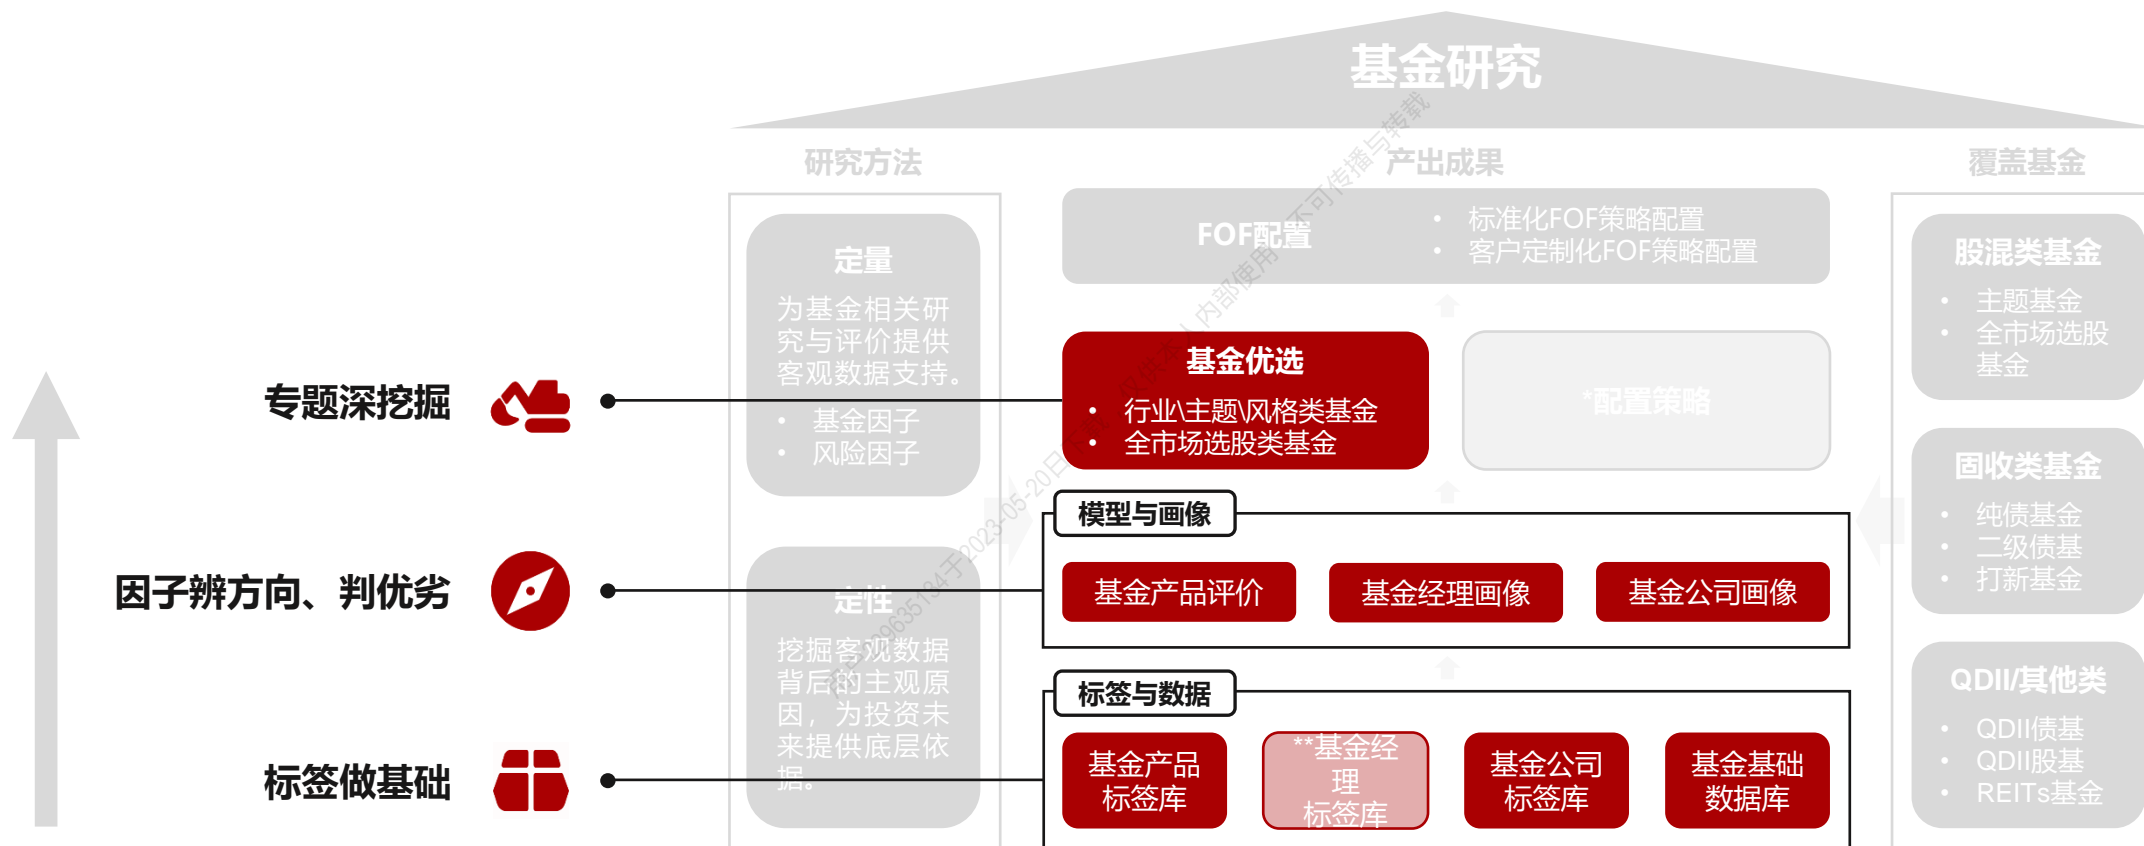 基金研究
研究方法
产出成果
覆盖基金
定量
为基金相关研
究与评价提供
客观数据支持。
• 基金因子
• 风险因子
定性
挖掘客观数据
背后的主观原
因，为投资未
来提供底层依
据。
FOF配置
• 标准化FOF策略配置
• 客户定制化FOF策略配置
专题深挖掘
基金优选
• 行业\主题\风格类基金
• 全市场选股类基金
*配置策略
因子辨方向、判优劣
模型与画像
基金产品评价
基金经理画像
基金公司画像
标签做基础
标签与数据
基金产品
标签库
**基金经
理
标签库
基金公司
标签库
基金基础
数据库
股混类基金
• 主题基金
• 全市场选股
基金
固收类基金
• 纯债基金
• 二级债基
• 打新基金
QDII/其他类
• QDII债基
• QDII股基
• REITs基金